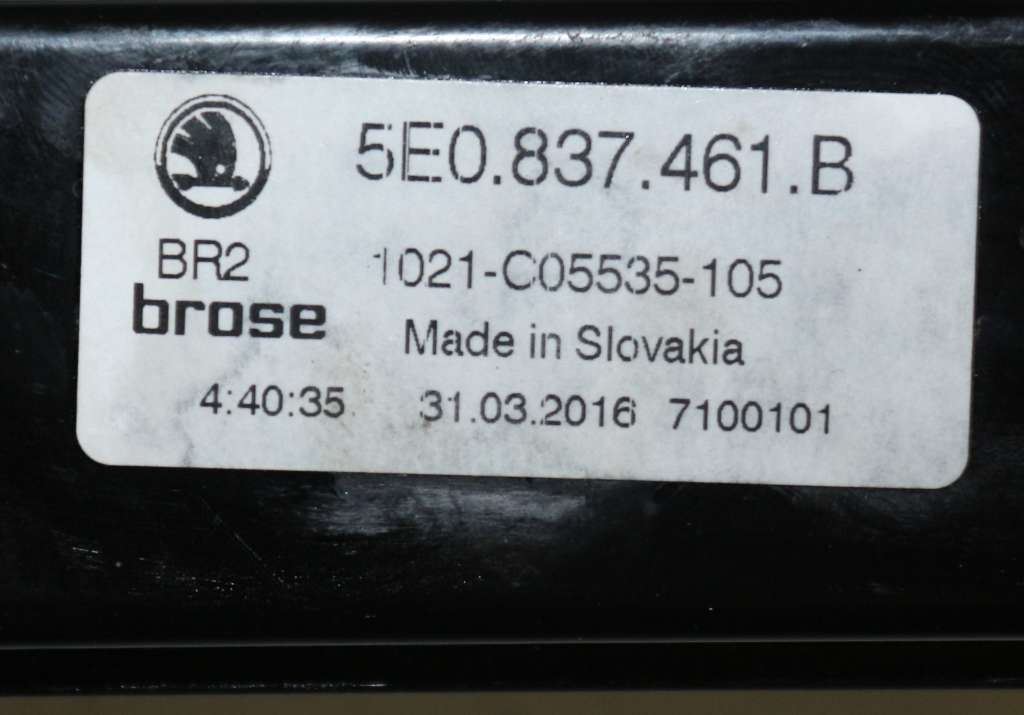 5E0.837.461.B
BR2 1021-C05535-105
brose
Made in Slovakia
4:40:35 31.03.2016 7100101